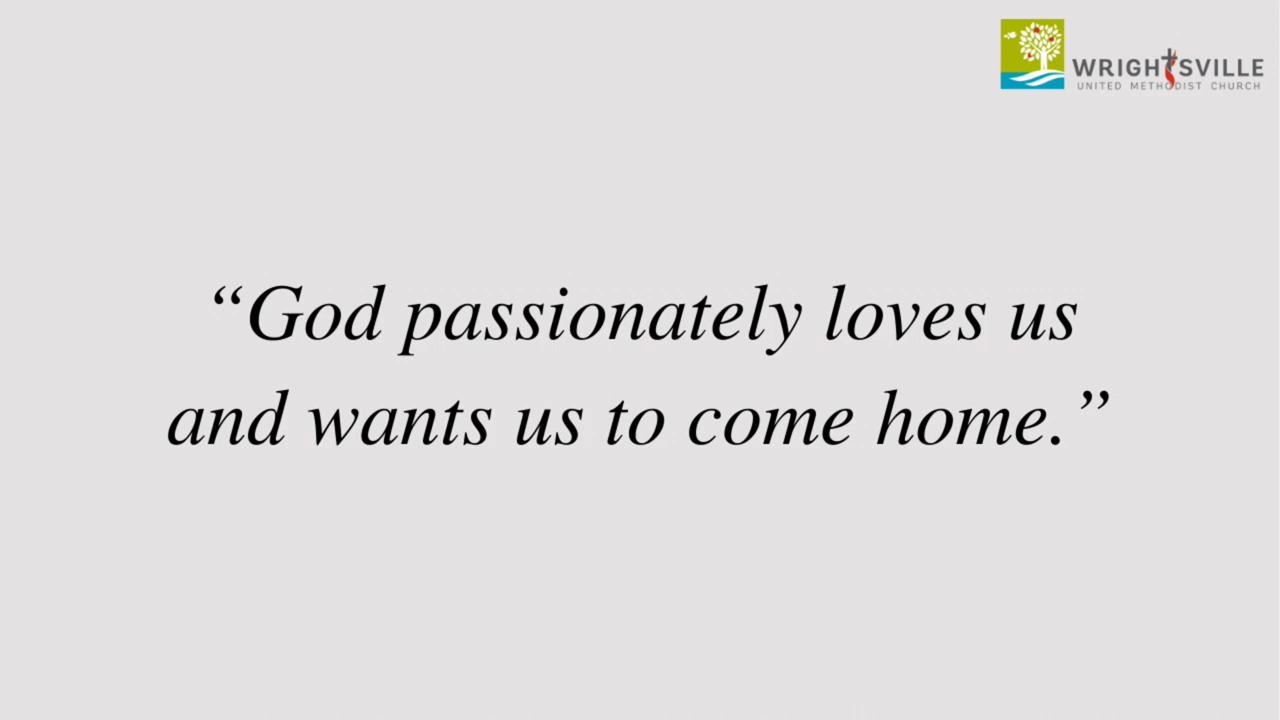 WRIGHTSVILLE
UNITED METHODIST CHURCH
“God passionately loves us
and wants us to come home.”